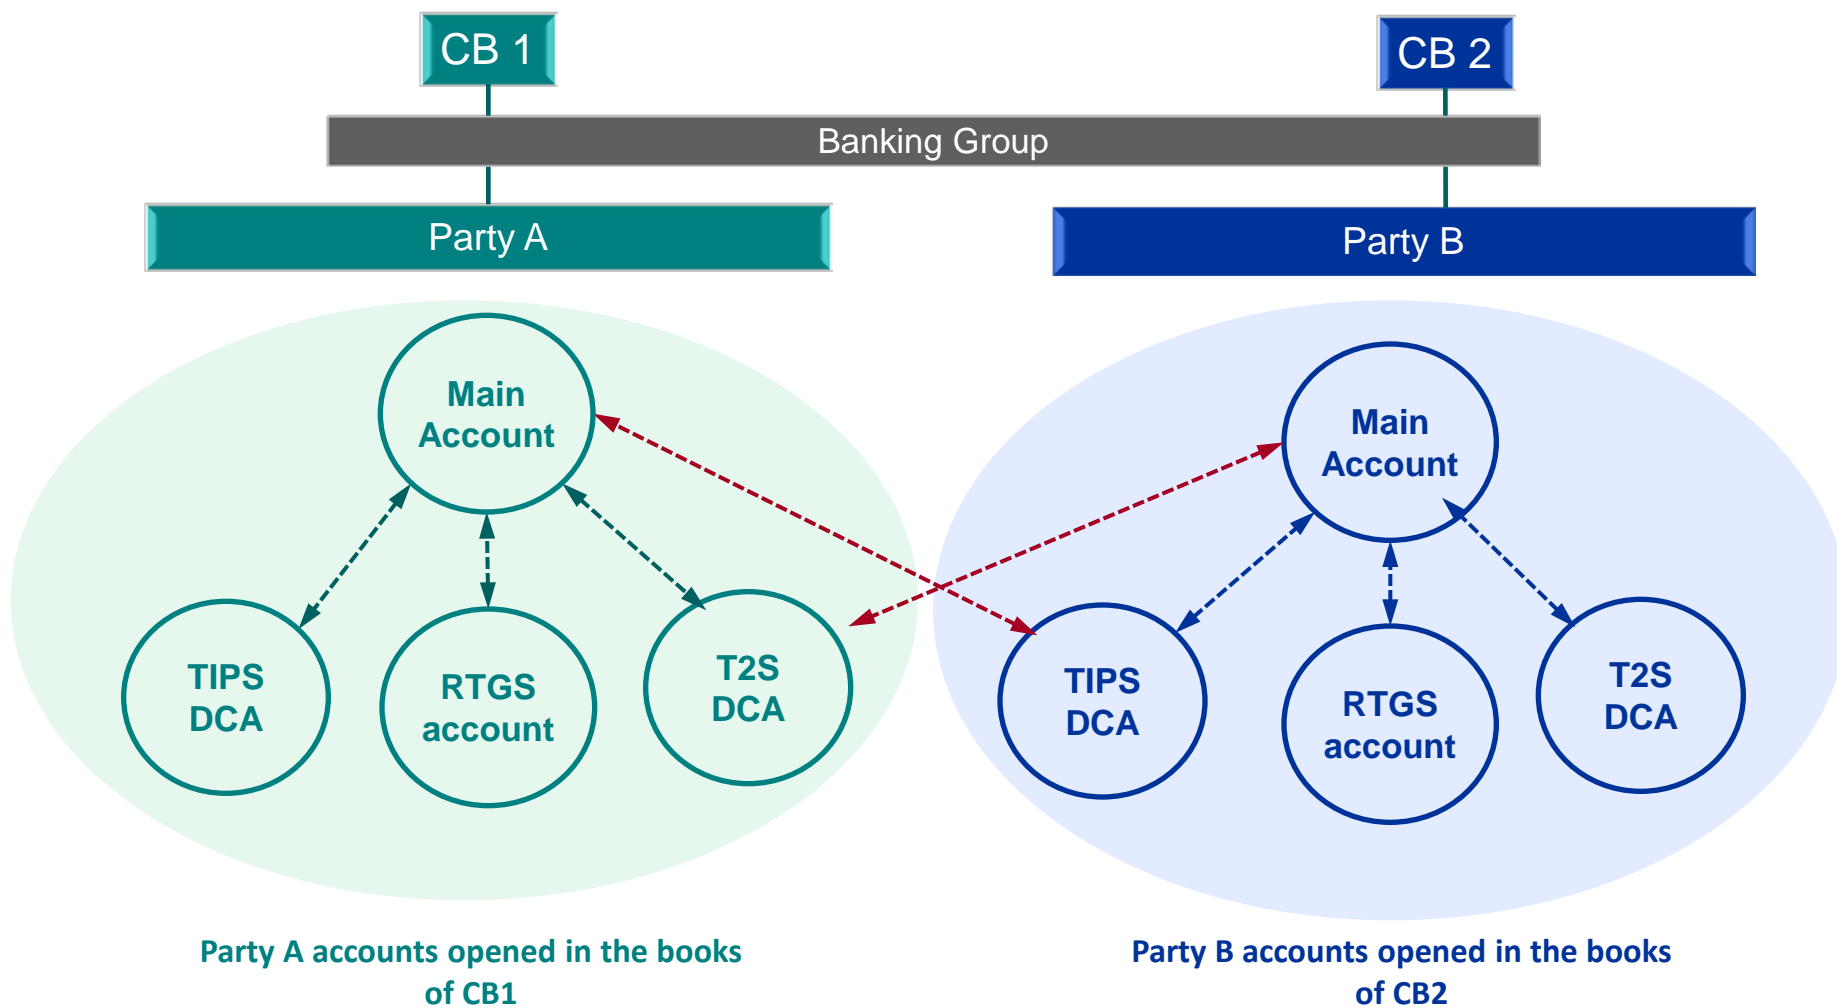 CB 1
CB 2
Banking Group
Party A
Party B
Main
Account
Main
Account
TIPS
DCA
RTGS
account
T2S
DCA
TIPS
DCA
RTGS
account
T2S
DCA
Party A accounts opened in the books
of CB1
Party B accounts opened in the books
of CB2